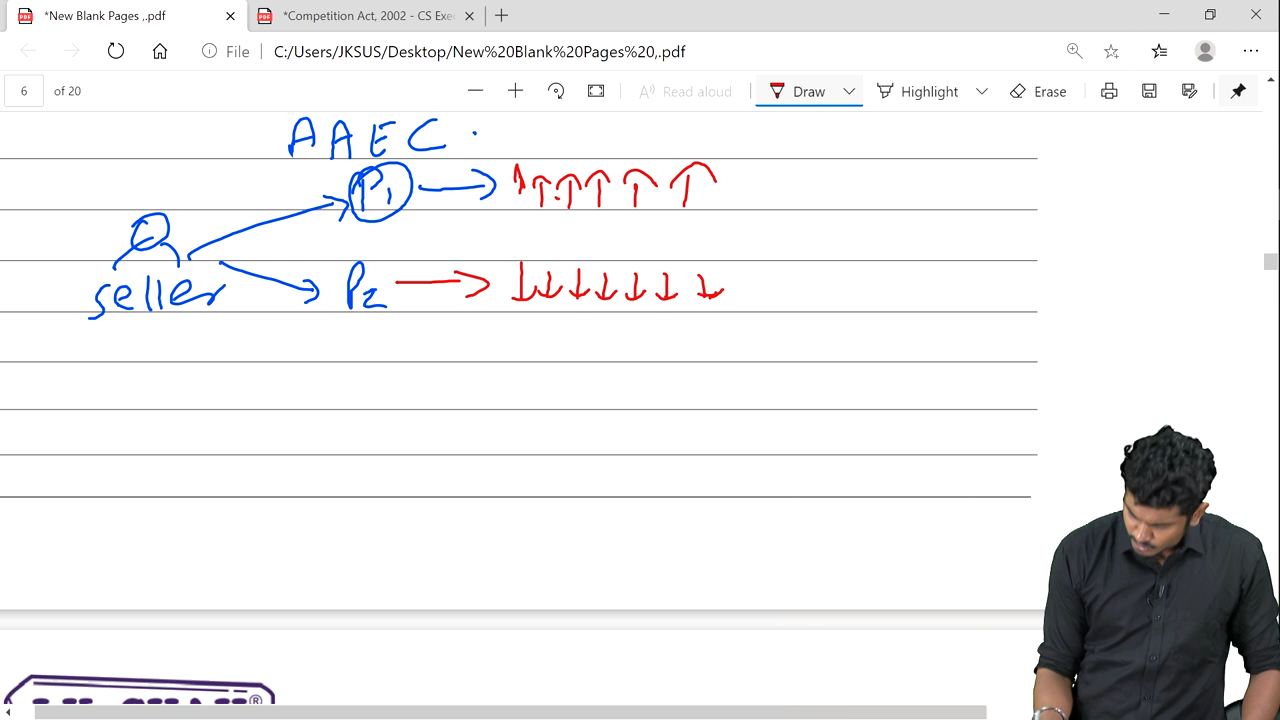 *New Blank Pages ,.pdf
*Competition Act, 2002 - CS Exe
File C:/Users/JKSUS/Desktop/New%20Blank%20Pages%20,.pdf
6 of 20 Read aloud Draw Highlight Erase
AAEC
P1
seller
P2